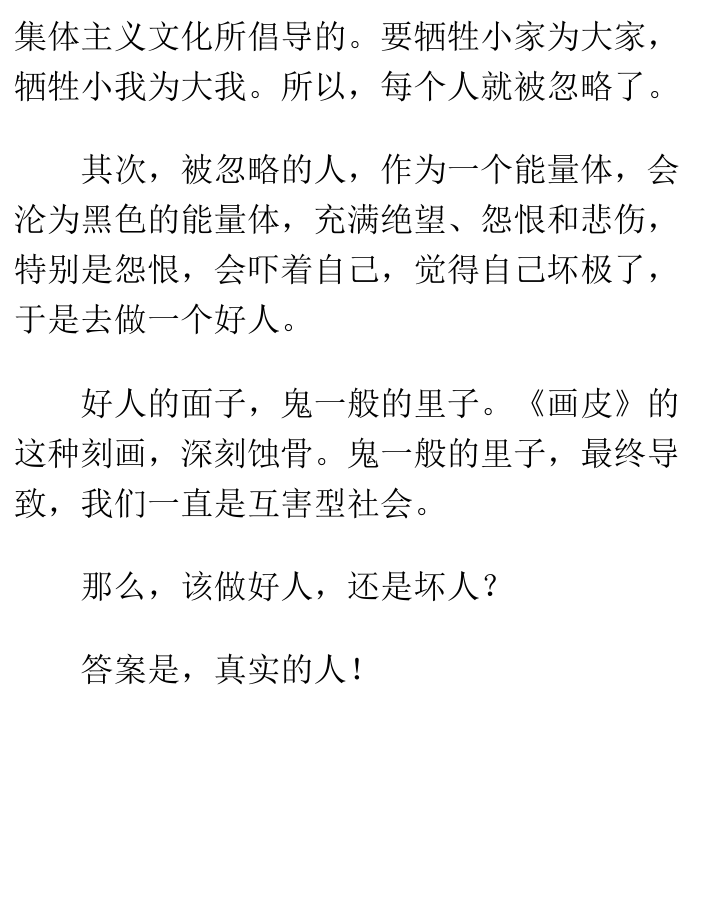 集体主义文化所倡导的。要牺牲小家为大家，
牺牲小我为大我。所以，每个人就被忽略了。
其次，被忽略的人，作为一个能量体，会
沦为黑色的能量体，充满绝望、怨恨和悲伤，
特别是怨恨，会吓着自己，觉得自己坏极了，
于是去做一个好人。
好人的面子，鬼一般的里子。《画皮》的
这种刻画，深刻蚀骨。鬼一般的里子，最终导
致，我们一直是互害型社会。
那么，该做好人，还是坏人？
答案是，真实的人！